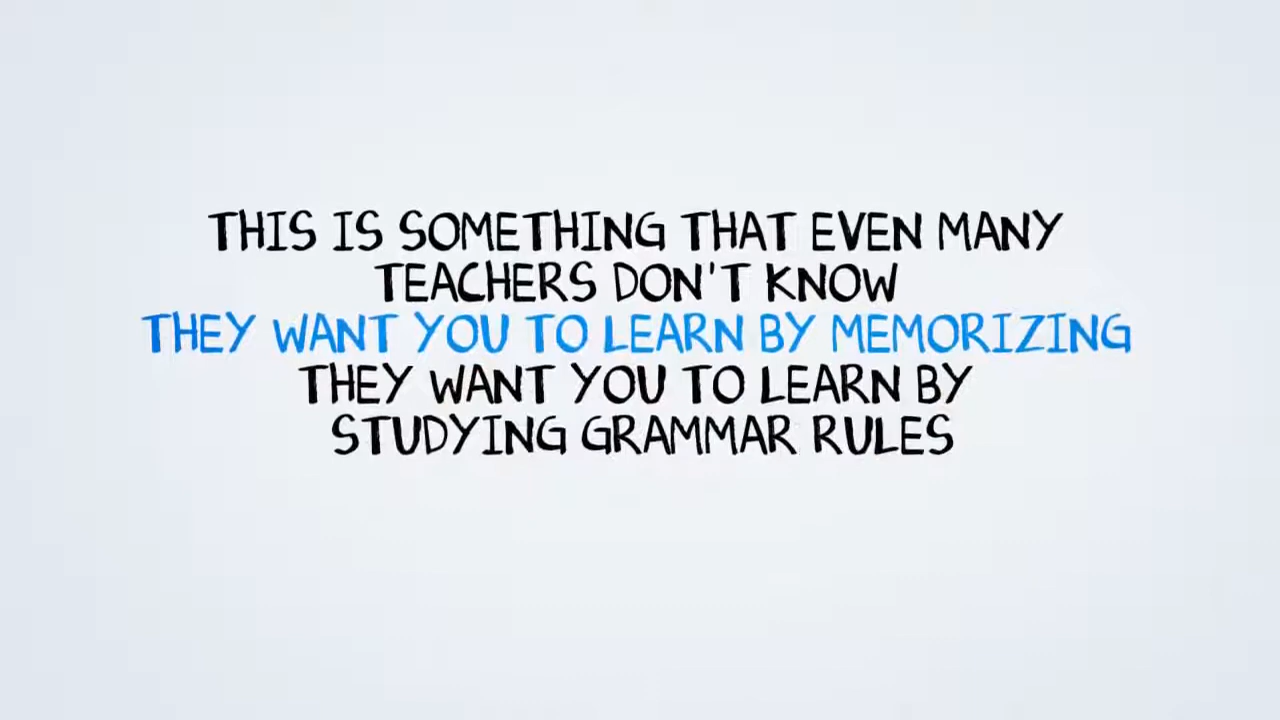 THIS IS SOMETHING THAT EVEN MANY
TEACHERS DON'T KNOW
THEY WANT YOU TO LEARN BY MEMORIZING
THEY WANT YOU TO LEARN BY
STUDYING GRAMMAR RULES